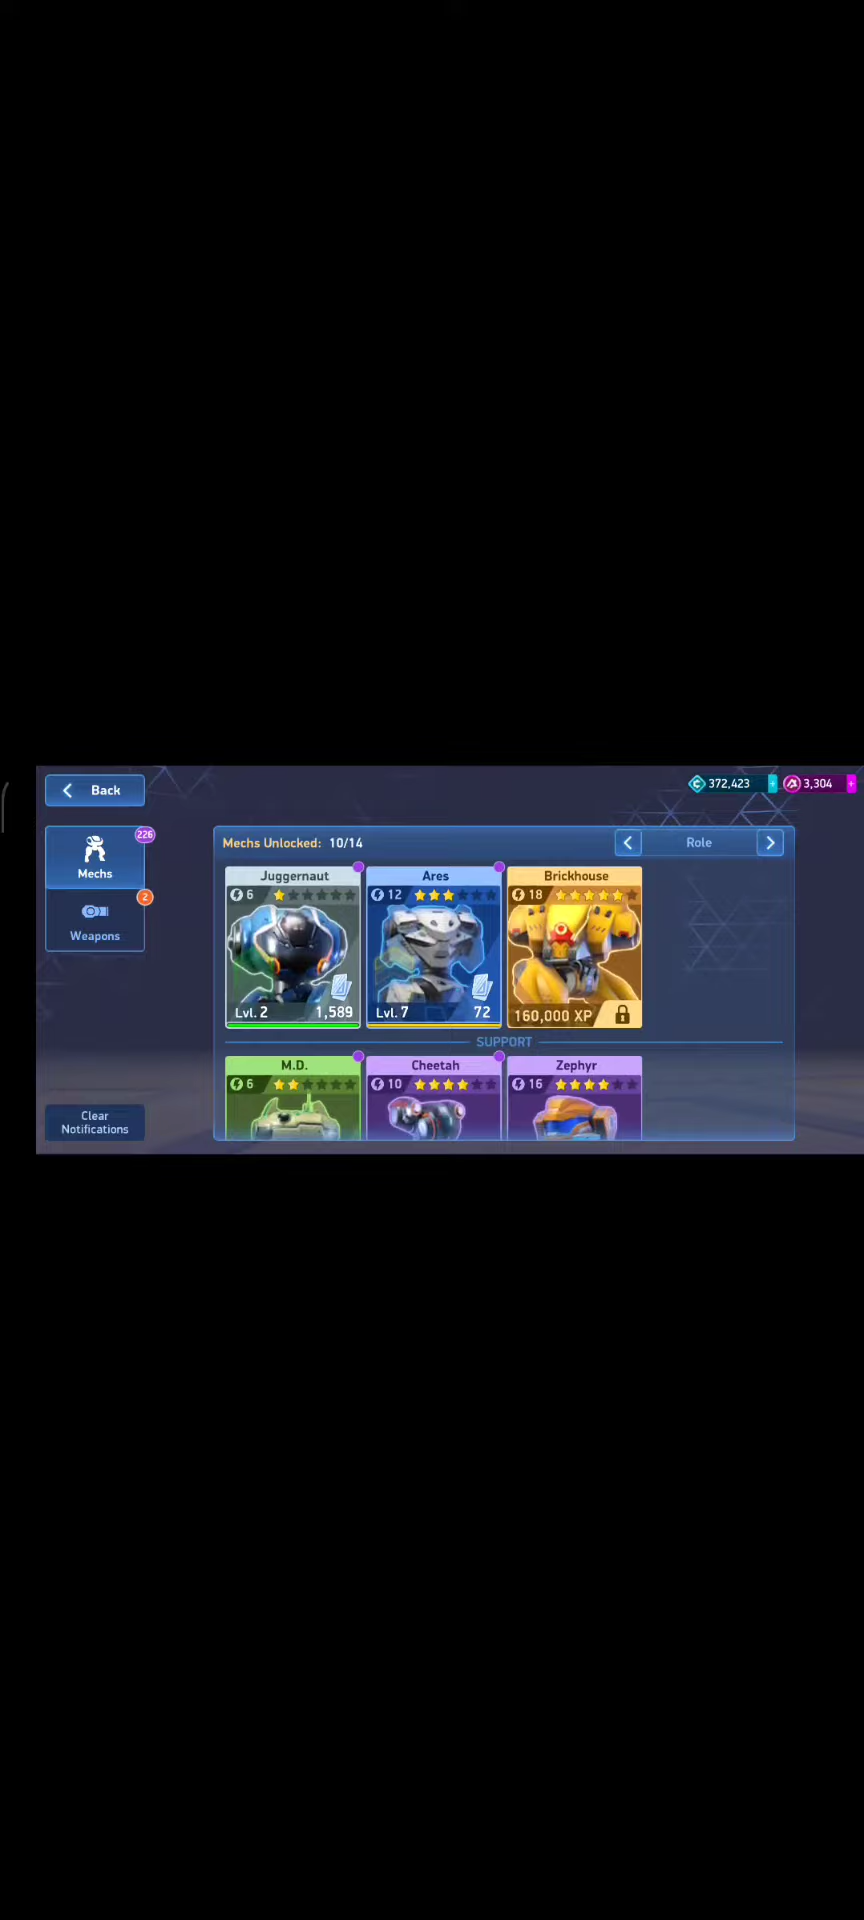 Back
372,423
3,304
226
Mechs
2
Weapons
Clear
Notifications
Mechs Unlocked: 10/14
Role
Juggernaut
6
Lvl. 2
1,589
Ares
12
Lvl. 7
72
Brickhouse
18
160,000 XP
SUPPORT
M.D.
6
Cheetah
10
Zephyr
16